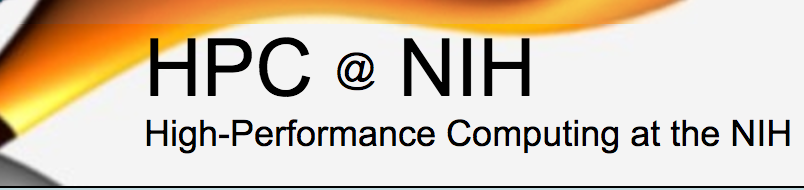 HPC @ NIH
High-Performance Computing at the NIH